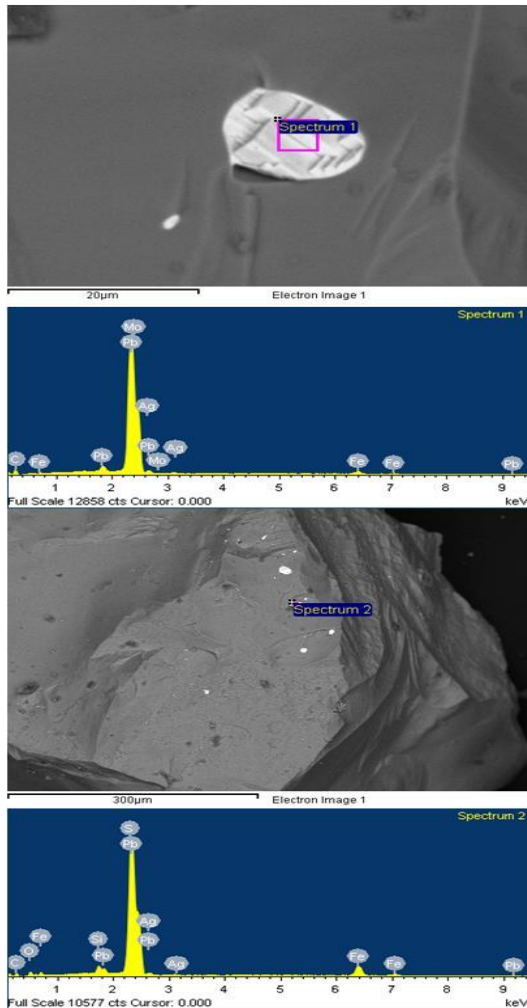 Spectrum 1
20µm Electron Image 1
Spectrum 1
Mo
Pb
Ag
Pb
Pb Ag
C Fe Mo Fe Fe Pb
1 2 3 4 5 6 7 8 9
Full Scale 12858 cts Cursor: 0.000 keV
Spectrum 2
300µm Electron Image 1
Spectrum 2
S
Pb
Fe Ag
O Si Pb Fe
C Pb Ag Fe Pb
1 2 3 4 5 6 7 8 9
Full Scale 10577 cts Cursor: 0.000 keV